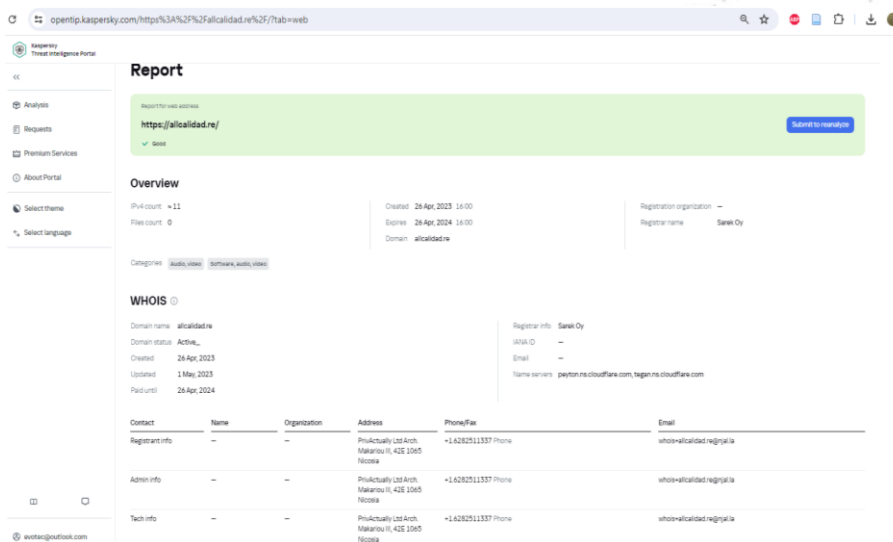 opentip.kaspersky.com/https%3A%2F%2Fallcalidad.re%2F/?tab=web
Kaspersky
Threat Intelligence Portal
Analysis
Requests
Premium Services
About Portal
Select theme
Select language
evotec@outlook.com
Report
Report for web address
https://allcalidad.re/
Good
Submit to reanalyze
Overview
IPv4 count ≈ 11
Files count 0
Created 26 Apr, 2023 16:00
Expires 26 Apr, 2024 16:00
Domain allcalidad.re
Registration organization —
Registrar name Sarek Oy
Categories Audio, video Software, audio, video
WHOIS
Domain name allcalidad.re
Domain status Active_
Created 26 Apr, 2023
Updated 1 May, 2023
Paid until 26 Apr, 2024
Registrar info Sarek Oy
IANA ID —
Email —
Name servers peyton.ns.cloudflare.com, tegan.ns.cloudflare.com
Contact Name Organization Address Phone/Fax Email
Registrant info — — PrivActually Ltd Arch. +1.6282511337 Phone whois+allcalidad.re@njal.la
Makariou III, 42E 1065
Nicosia
Admin info — — PrivActually Ltd Arch. +1.6282511337 Phone whois+allcalidad.re@njal.la
Makariou III, 42E 1065
Nicosia
Tech info — — PrivActually Ltd Arch. +1.6282511337 Phone whois+allcalidad.re@njal.la
Makariou III, 42E 1065
Nicosia